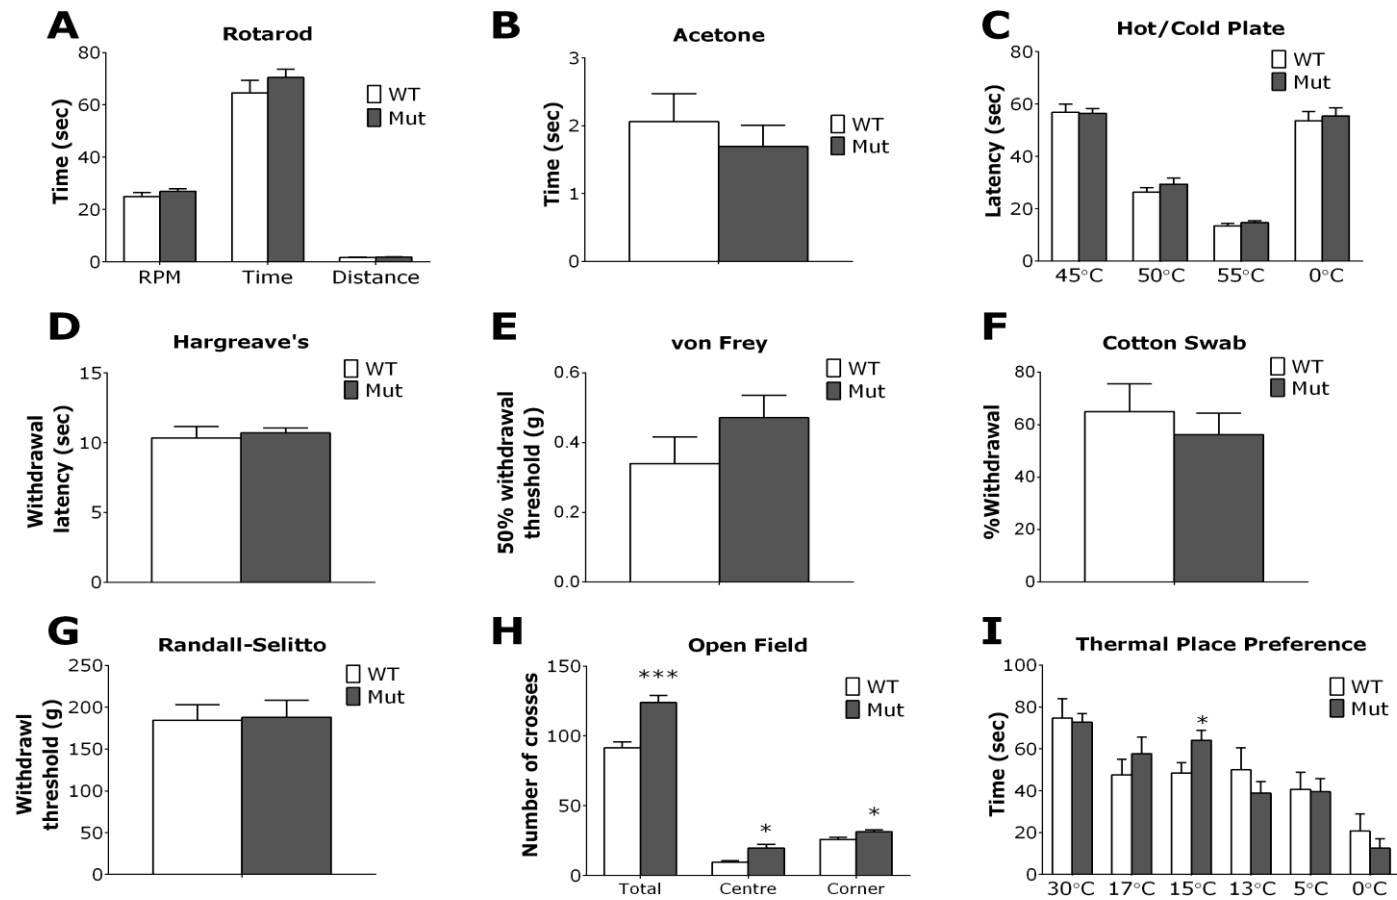 A
Rotarod
80
60
40
20
0
Time (sec)
WT
Mut
RPM Time Distance
B
Acetone
3
2
1
0
Time (sec)
WT
Mut
C
Hot/Cold Plate
80
60
40
20
0
Latency (sec)
WT
Mut
45°C 50°C 55°C 0°C
D
Hargreave's
15
10
5
0
Withdrawal
latency (sec)
WT
Mut
E
von Frey
0.6
0.4
0.2
0.0
50% withdrawal
threshold (g)
WT
Mut
F
Cotton Swab
80
60
40
20
0
%Withdrawal
WT
Mut
G
Randall-Selitto
250
200
150
100
50
0
Withdrawl
threshold (g)
WT
Mut
H
Open Field
150
100
50
0
Number of crosses
***
*
*
WT
Mut
Total Centre Corner
I
Thermal Place Preference
100
80
60
40
20
0
Time (sec)
*
WT
Mut
30°C 17°C 15°C 13°C 5°C 0°C